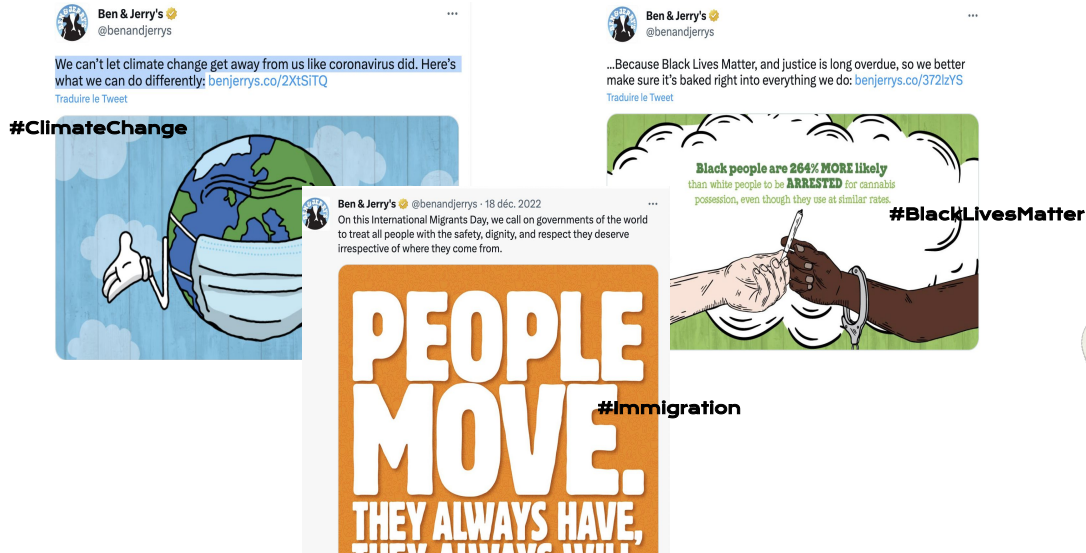 Ben & Jerry's
@benandjerrys
We can't let climate change get away from us like coronavirus did. Here's
what we can do differently: benjerrys.co/2XtSiTQ
Traduire le Tweet
#ClimateChange
Ben & Jerry's
@benandjerrys
...Because Black Lives Matter, and justice is long overdue, so we better
make sure it's baked right into everything we do: benjerrys.co/372lzYS
Traduire le Tweet
Black people are 264% MORE likely
than white people to be ARRESTED for cannabis
possession, even though they use at similar rates.
#BlackLivesMatter
Ben & Jerry's @benandjerrys · 18 déc. 2022
On this International Migrants Day, we call on governments of the world
to treat all people with the safety, dignity, and respect they deserve
irrespective of where they come from.
PEOPLE
MOVE.
#Immigration
THEY ALWAYS HAVE,
THEY ALWAYS WILL